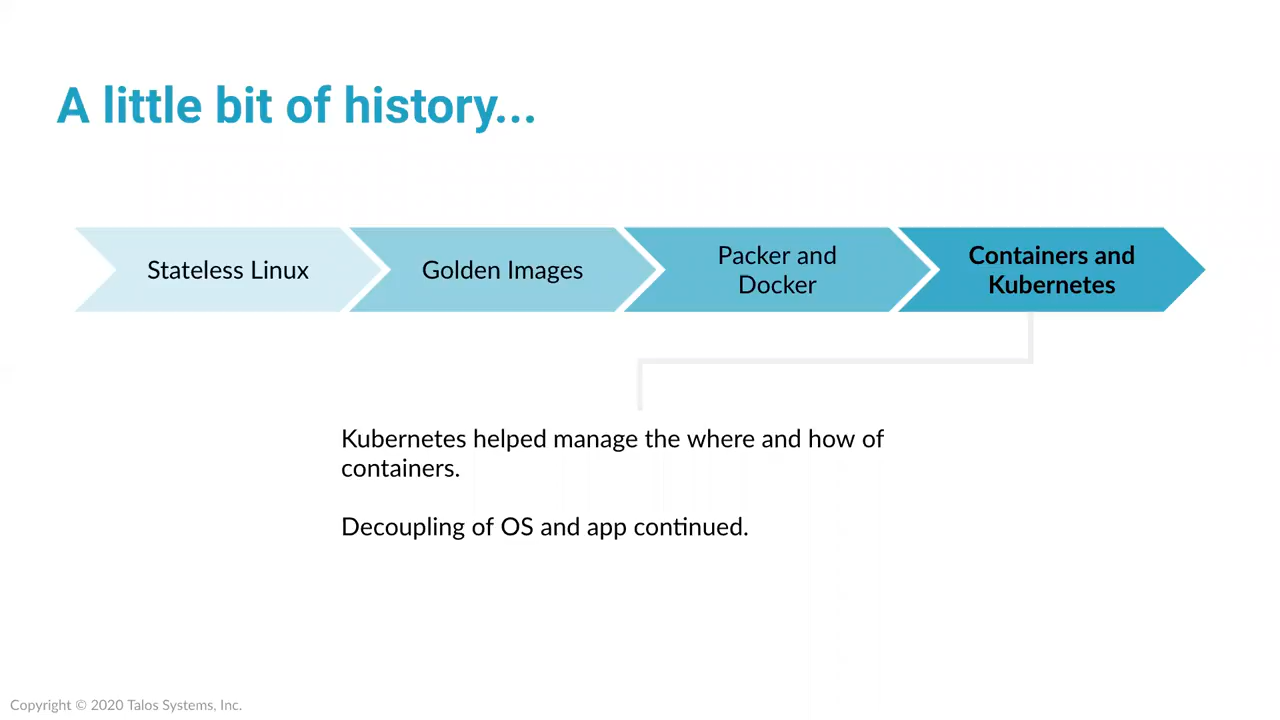 A little bit of history...
Stateless Linux
Golden Images
Packer and
Docker
Containers and
Kubernetes
Kubernetes helped manage the where and how of
containers.
Decoupling of OS and app continued.
Copyright © 2020 Talos Systems, Inc.